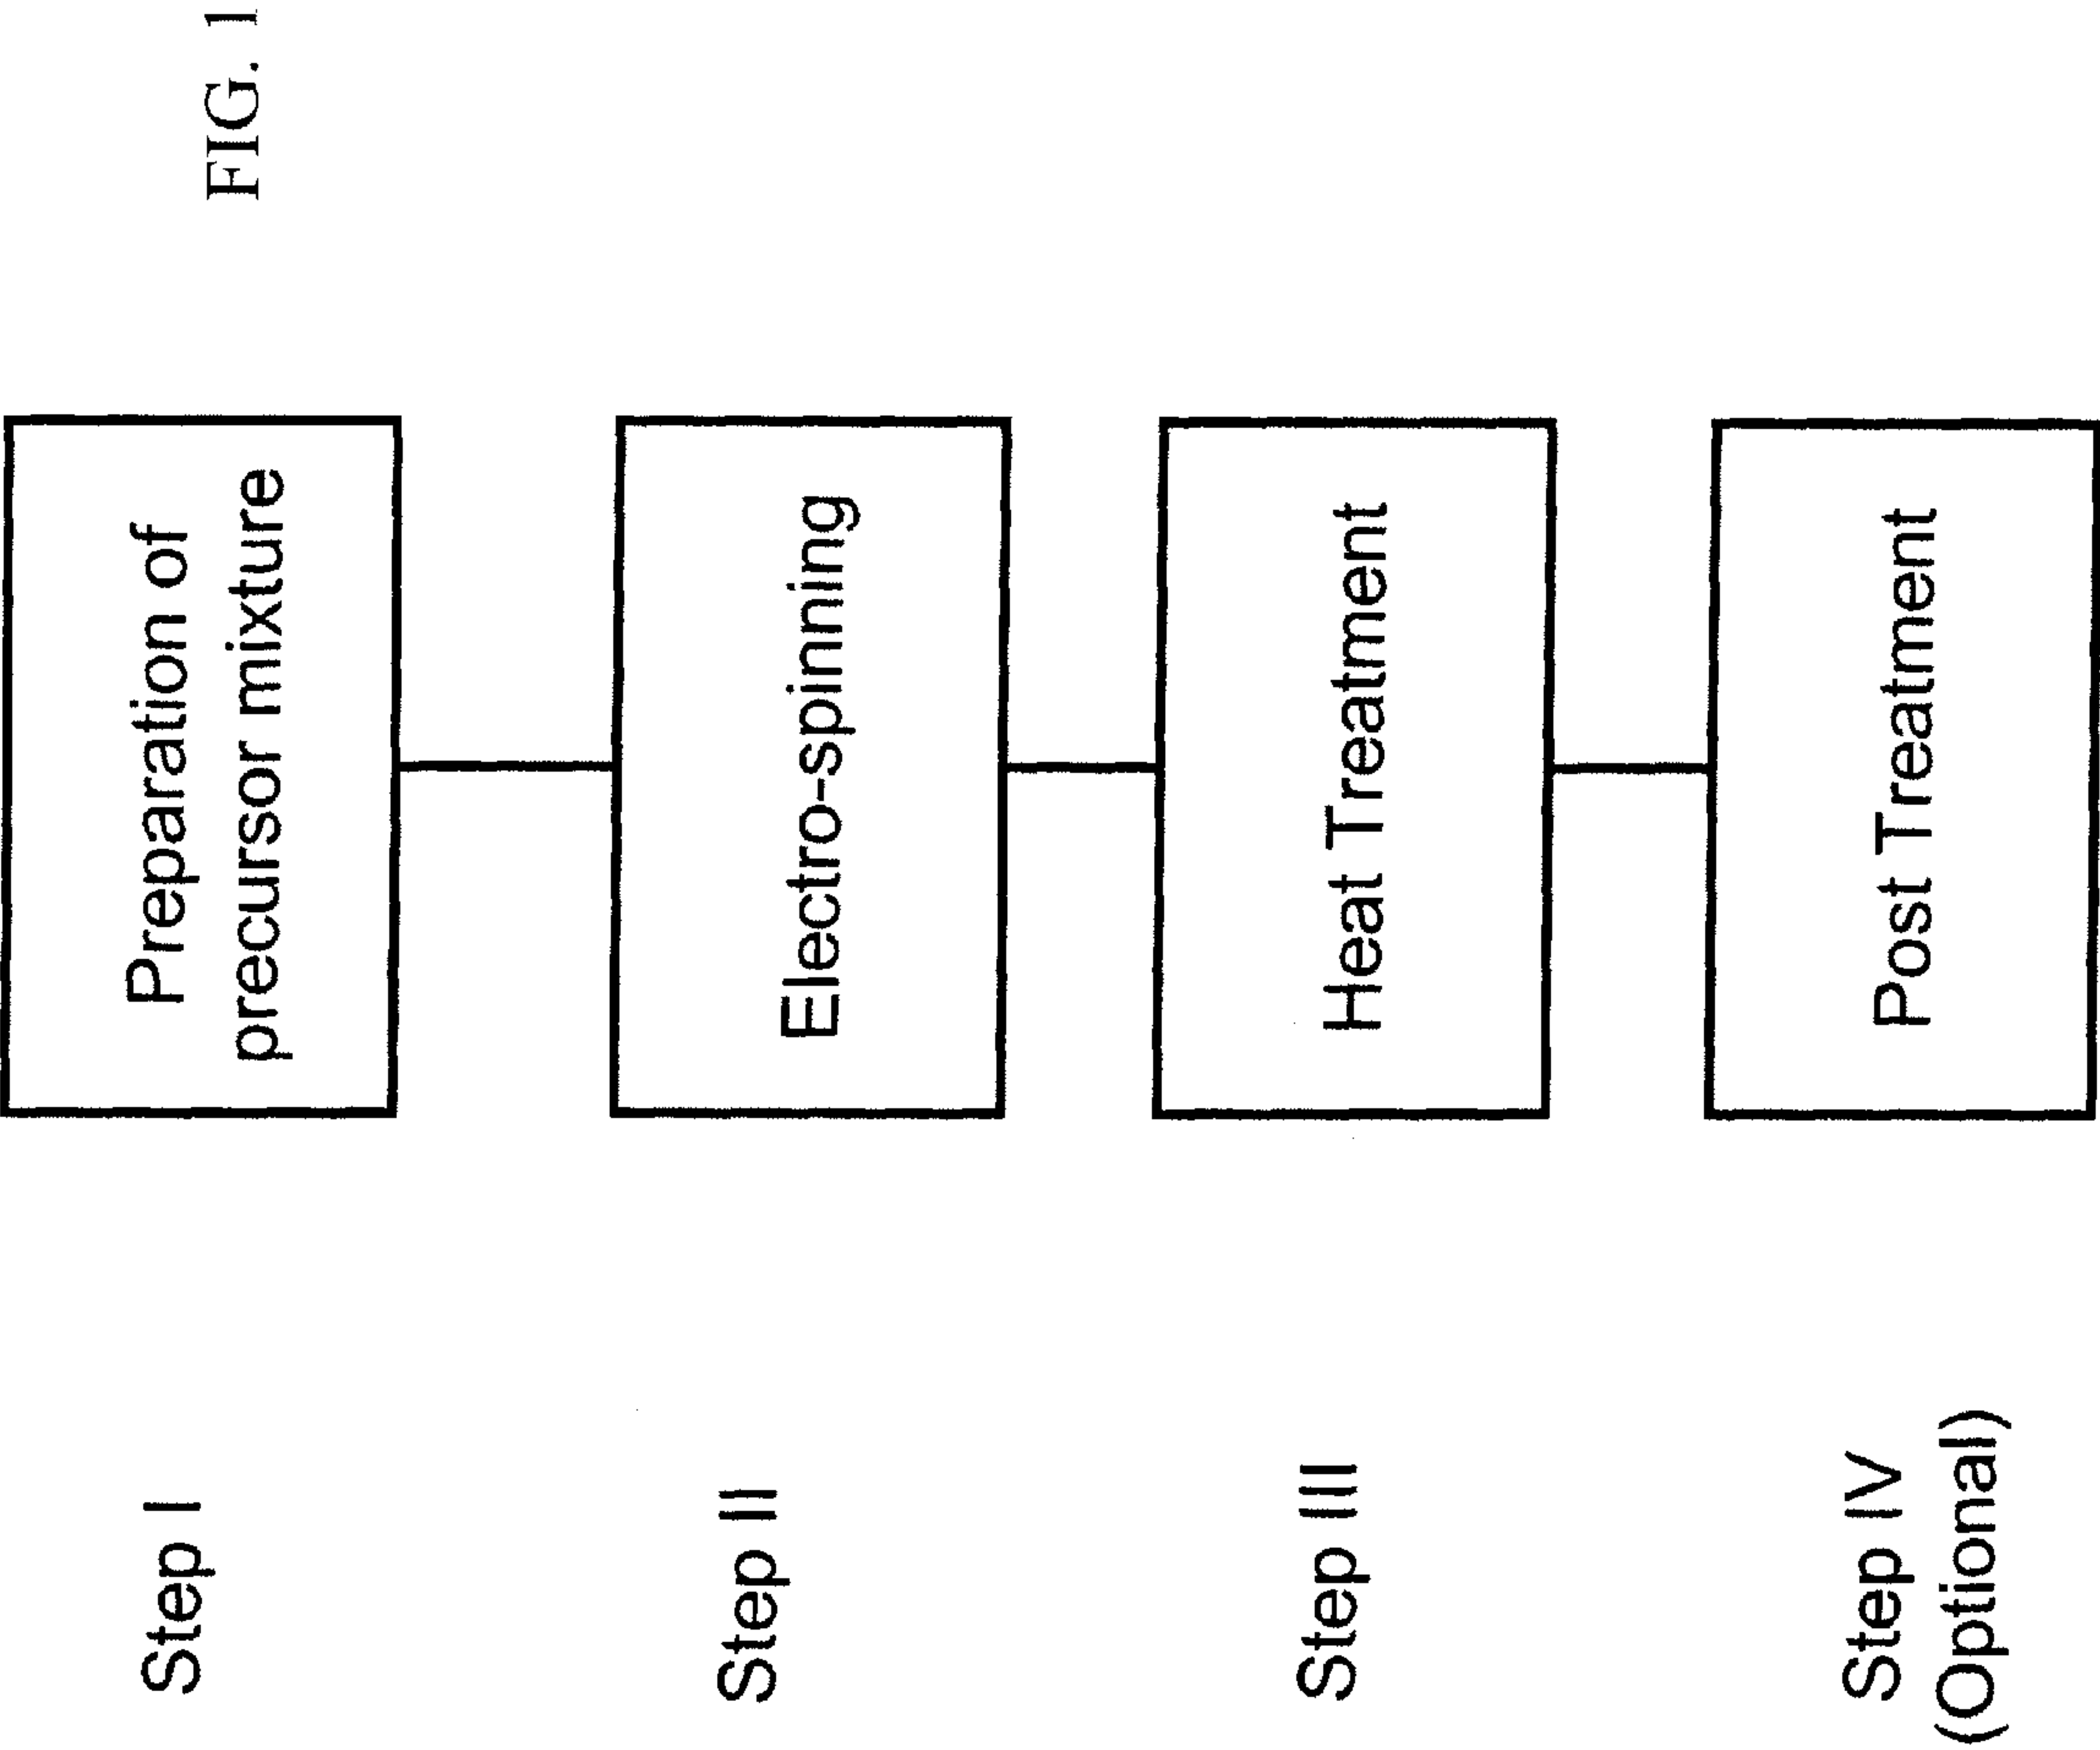 FIG. 1
Step I
Preparation of
precursor mixture
Step II
Electro-spinning
Step III
Heat Treatment
Step IV
(Optional)
Post Treatment